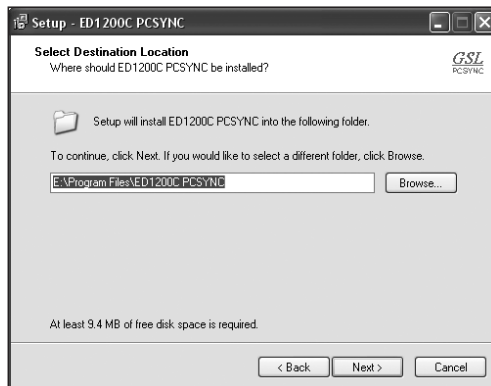 Setup - ED1200C PCSYNC
Select Destination Location
Where should ED1200C PCSYNC be installed?
GSL
PCSYNC
Setup will install ED1200C PCSYNC into the following folder.
To continue, click Next. If you would like to select a different folder, click Browse.
E:\Program Files\ED1200C PCSYNC
Browse...
At least 9.4 MB of free disk space is required.
< Back
Next >
Cancel